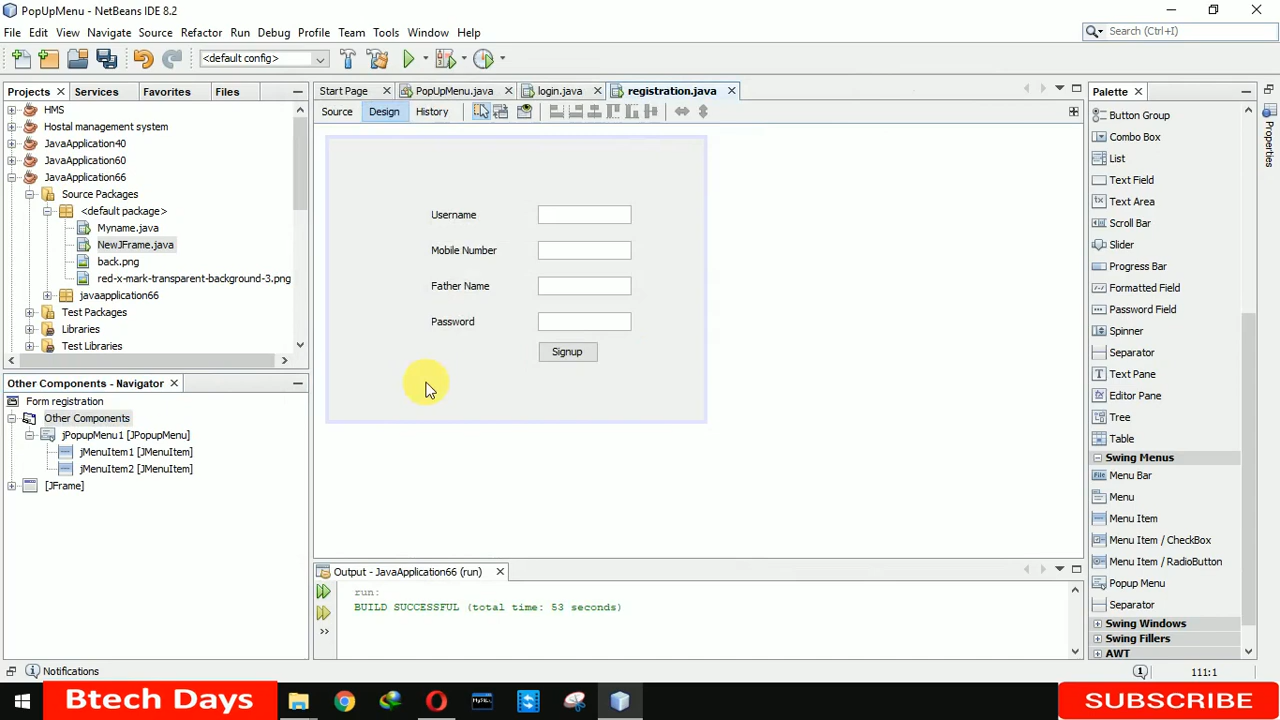 PopUpMenu - NetBeans IDE 8.2
File Edit View Navigate Source Refactor Run Debug Profile Team Tools Window Help
Search (Ctrl+I)
<default config>
Projects Services Favorites Files
Start Page PopUpMenu.java login.java registration.java
Palette
Source Design History
HMS
Hostal management system
JavaApplication40
JavaApplication60
JavaApplication66
Source Packages
<default package>
Myname.java
NewJFrame.java
back.png
red-x-mark-transparent-background-3.png
javaapplication66
Test Packages
Libraries
Test Libraries
Other Components - Navigator
Form registration
Other Components
jPopupMenu1 [JPopupMenu]
jMenuItem1 [JMenuItem]
jMenuItem2 [JMenuItem]
[JFrame]
Username
Mobile Number
Father Name
Password
Signup
Output - JavaApplication66 (run)
run:
BUILD SUCCESSFUL (total time: 53 seconds)
Button Group
Combo Box
List
Text Field
Text Area
Scroll Bar
Slider
Progress Bar
Formatted Field
Password Field
Spinner
Separator
Text Pane
Editor Pane
Tree
Table
Swing Menus
Menu Bar
Menu
Menu Item
Menu Item / CheckBox
Menu Item / RadioButton
Popup Menu
Separator
Swing Windows
Swing Fillers
AWT
Properties
Notifications
1
111:1
Btech Days
MySQL
SUBSCRIBE